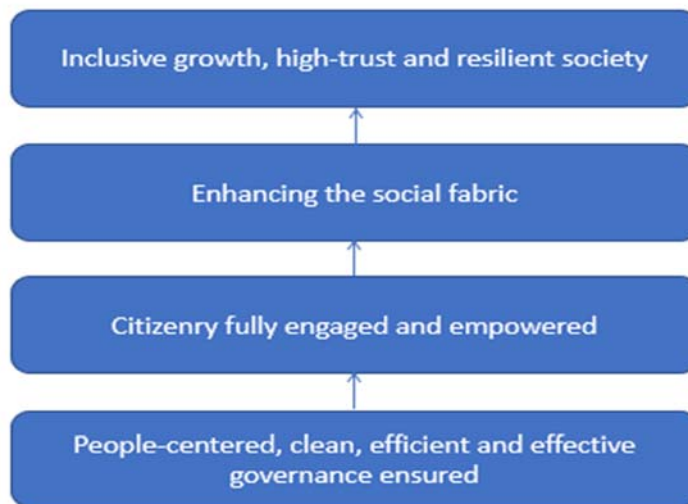 Inclusive growth, high-trust and resilient society
Enhancing the social fabric
Citizenry fully engaged and empowered
People-centered, clean, efficient and effective
governance ensured